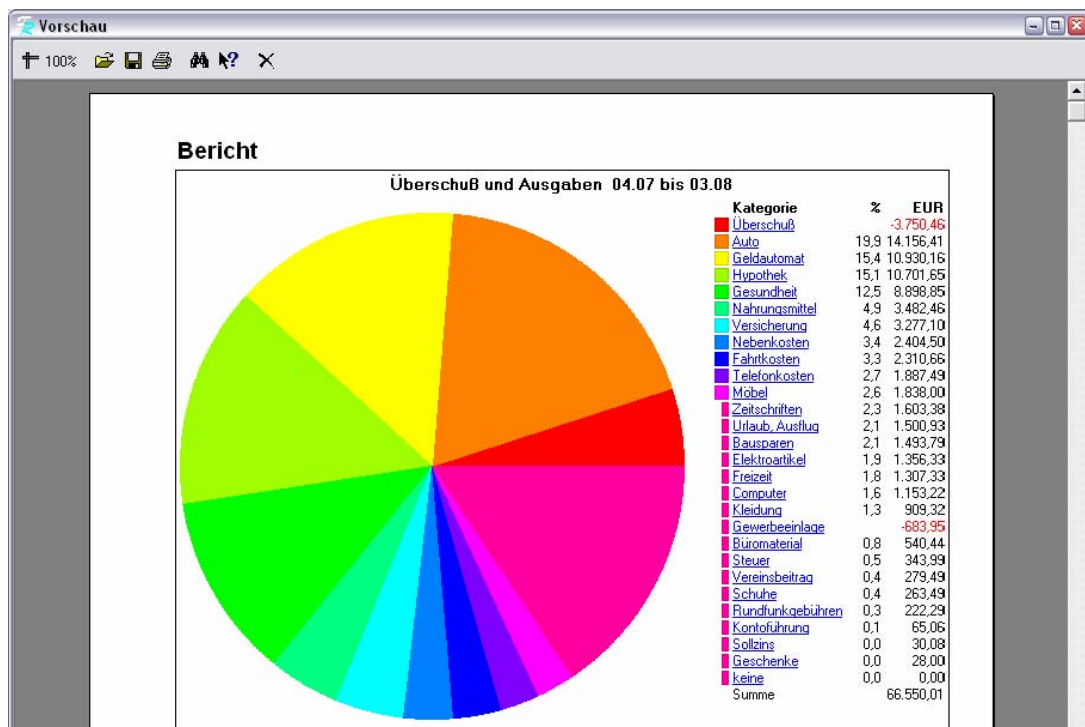 Vorschau
100%
Bericht
Überschuß und Ausgaben 04.07 bis 03.08
Kategorie % EUR
Überschuß -3.750,46
Auto 19,9 14.156,41
Geldautomat 15,4 10.930,16
Hypothek 15,1 10.701,65
Gesundheit 12,5 8.898,85
Nahrungsmittel 4,9 3.482,46
Versicherung 4,6 3.277,10
Nebenkosten 3,4 2.404,50
Fahrtkosten 3,3 2.310,66
Telefonkosten 2,7 1.887,49
Möbel 2,6 1.838,00
Zeitschriften 2,3 1.603,38
Urlaub, Ausflug 2,1 1.500,93
Bausparen 2,1 1.493,79
Elektroartikel 1,9 1.356,33
Freizeit 1,8 1.307,33
Computer 1,6 1.153,22
Kleidung 1,3 909,32
Gewerbeeinlage -683,95
Büromaterial 0,8 540,44
Steuer 0,5 343,99
Vereinsbeitrag 0,4 279,49
Schuhe 0,4 263,49
Rundfunkgebühren 0,3 222,29
Kontoführung 0,1 65,06
Sollzins 0,0 30,08
Geschenke 0,0 28,00
keine 0,0 0,00
Summe 66.550,01